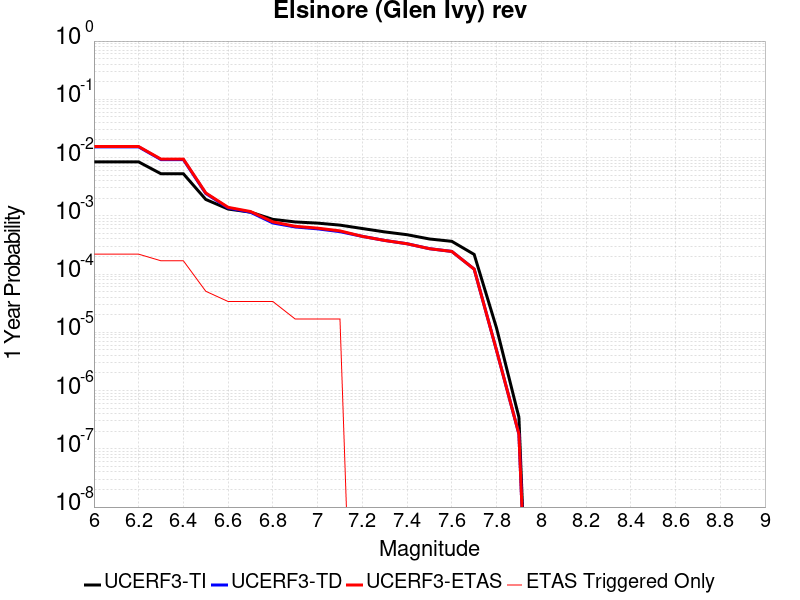 Elsinore (Glen Ivy) rev
10^0
10^-1
10^-2
10^-3
10^-4
10^-5
10^-6
10^-7
10^-8
1 Year Probability
6 6.2 6.4 6.6 6.8 7 7.2 7.4 7.6 7.8 8 8.2 8.4 8.6 8.8 9
Magnitude
UCERF3-TI UCERF3-TD UCERF3-ETAS ETAS Triggered Only